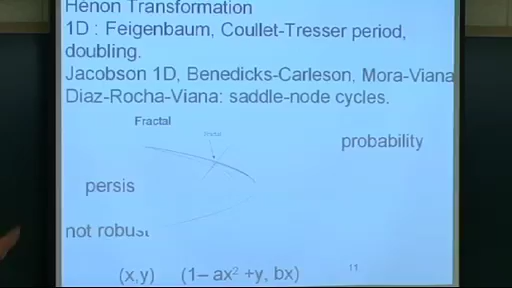 Hénon Transformation
1D : Feigenbaum, Coullet-Tresser period,
doubling.
Jacobson 1D, Benedicks-Carleson, Mora-Viana
Diaz-Rocha-Viana: saddle-node cycles.
Fractal
probability
persis
not robust
(x,y) (1– ax² +y, bx)
11